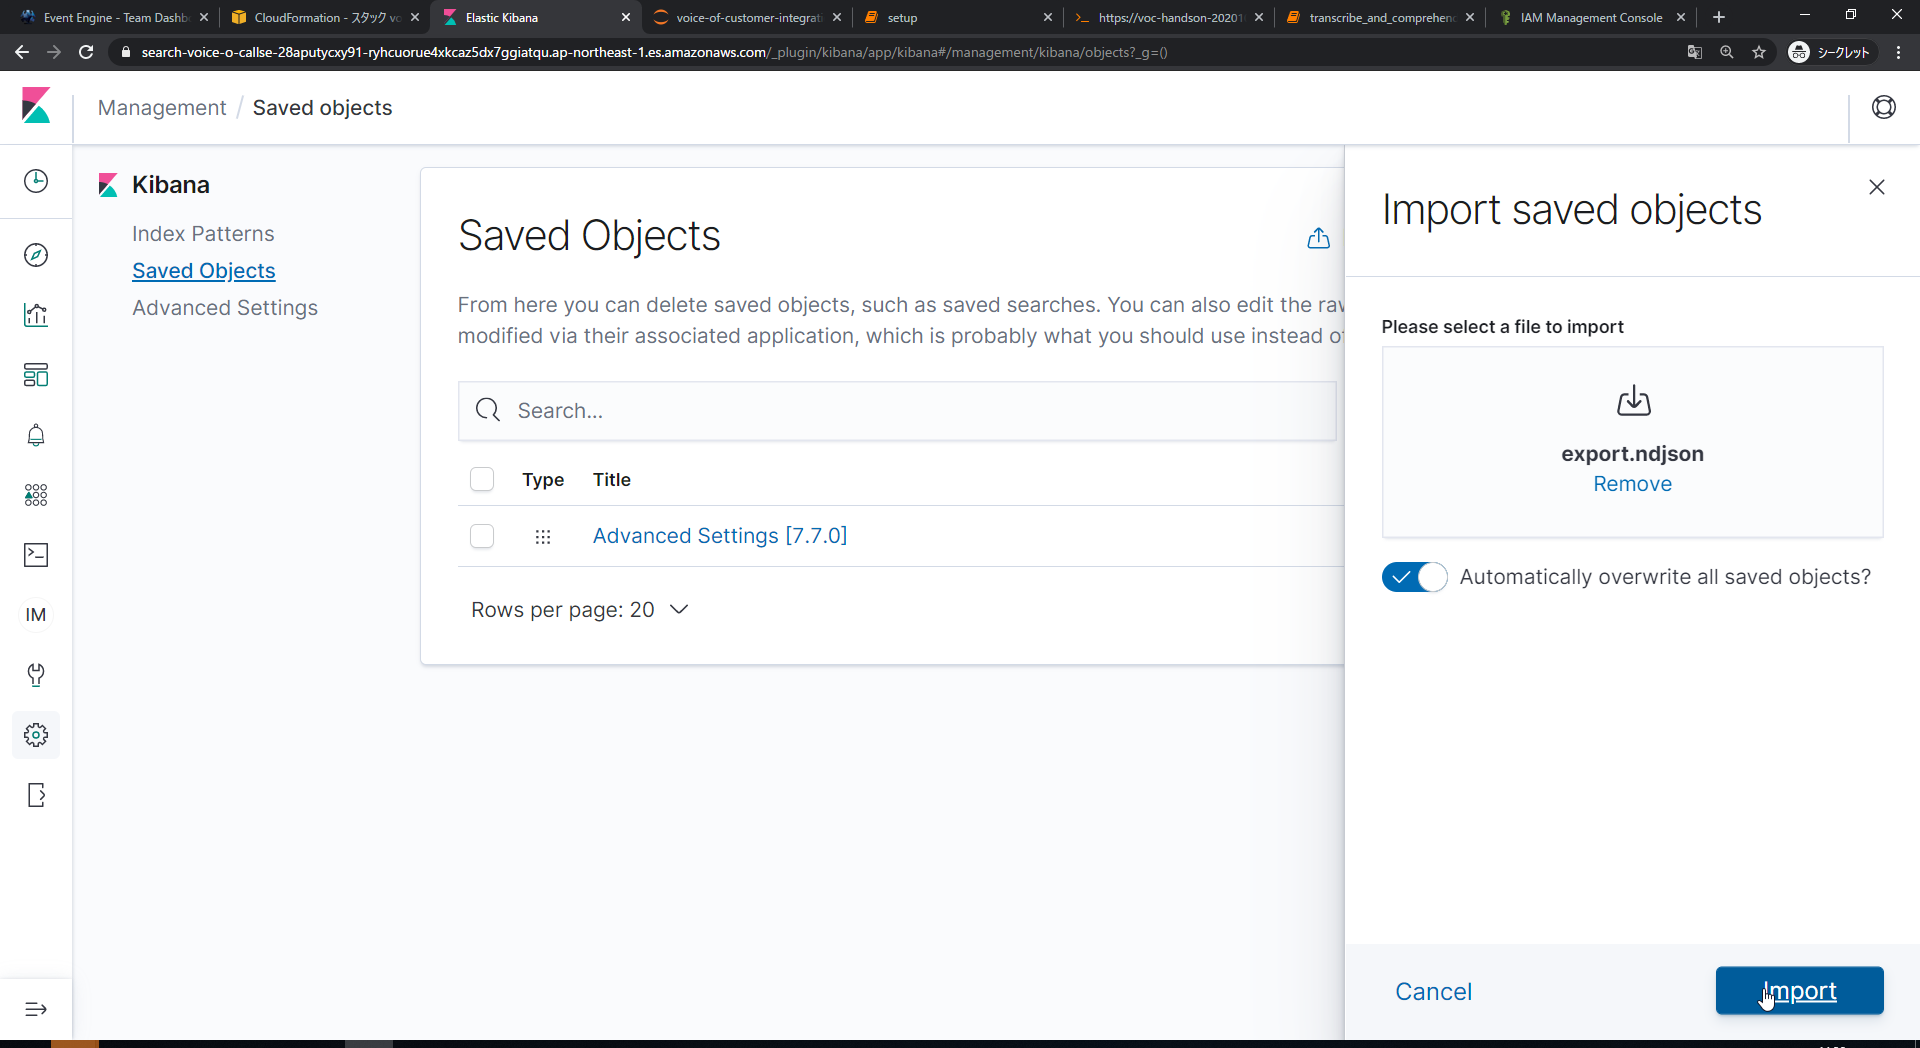 Event Engine - Team Dashb
CloudFormation - スタック vo
Elastic Kibana
voice-of-customer-integrati
setup
https://voc-handson-20201
transcribe_and_comprehend
IAM Management Console
search-voice-o-callse-28aputycxy91-ryhcuorue4xkcaz5dx7ggiatqu.ap-northeast-1.es.amazonaws.com/_plugin/kibana/app/kibana#/management/kibana/objects?_g=()
シークレット
Management / Saved objects
Kibana
Index Patterns
Saved Objects
Advanced Settings
IM
Saved Objects
From here you can delete saved objects, such as saved searches. You can also edit the raw
modified via their associated application, which is probably what you should use instead of
Search...
Type Title
Advanced Settings [7.7.0]
Rows per page: 20
Import saved objects
Please select a file to import
export.ndjson
Remove
Automatically overwrite all saved objects?
Cancel
Import